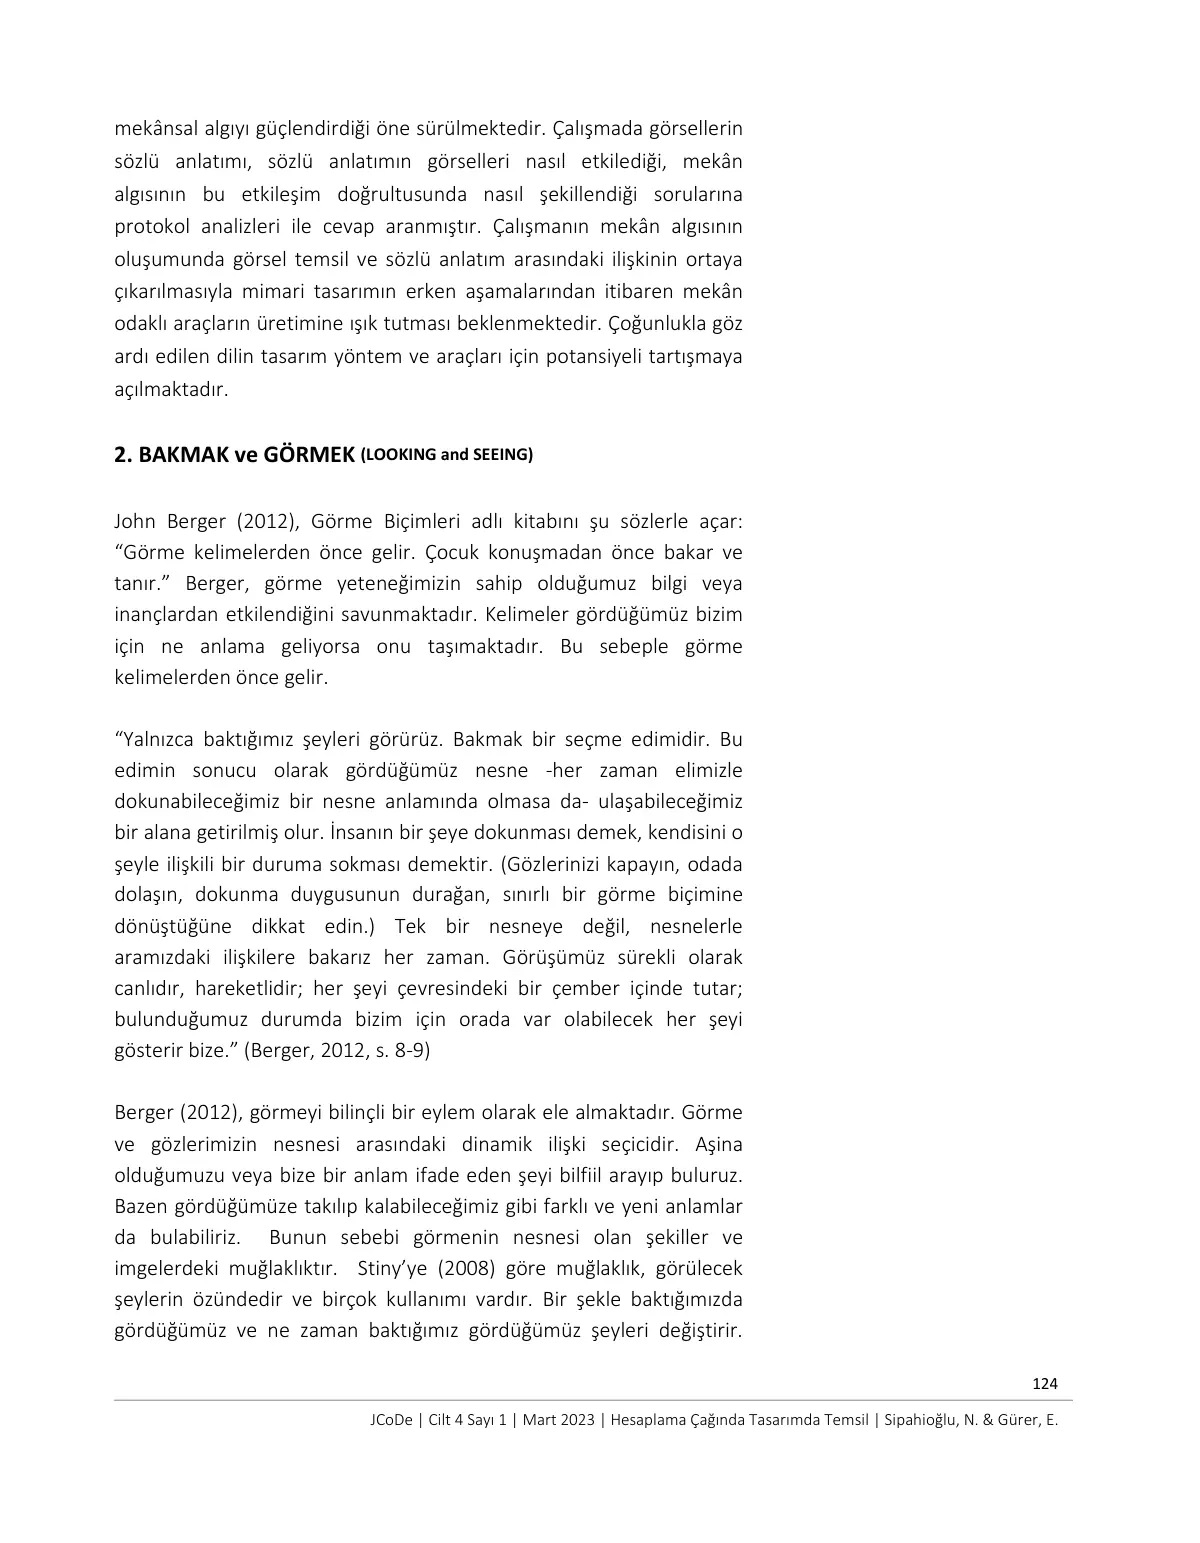 mekânsal algıyı güçlendirdiği öne sürülmektedir. Çalışmada görsellerin
sözlü anlatımı, sözlü anlatımın görselleri nasıl etkilediği, mekân
algısının bu etkileşim doğrultusunda nasıl şekillendiği sorularına
protokol analizleri ile cevap aranmıştır. Çalışmanın mekân algısının
oluşumunda görsel temsil ve sözlü anlatım arasındaki ilişkinin ortaya
çıkarılmasıyla mimari tasarımın erken aşamalarından itibaren mekân
odaklı araçların üretimine ışık tutması beklenmektedir. Çoğunlukla göz
ardı edilen dilin tasarım yöntem ve araçları için potansiyeli tartışmaya
açılmaktadır.
2. BAKMAK ve GÖRMEK (LOOKING and SEEING)
John Berger (2012), Görme Biçimleri adlı kitabını şu sözlerle açar:
“Görme kelimelerden önce gelir. Çocuk konuşmadan önce bakar ve
tanır.” Berger, görme yeteneğimizin sahip olduğumuz bilgi veya
inançlardan etkilendiğini savunmaktadır. Kelimeler gördüğümüz bizim
için ne anlama geliyorsa onu taşımaktadır. Bu sebeple görme
kelimelerden önce gelir.
“Yalnızca baktığımız şeyleri görürüz. Bakmak bir seçme edimidir. Bu
edimin sonucu olarak gördüğümüz nesne -her zaman elimizle
dokunabileceğimiz bir nesne anlamında olmasa da- ulaşabileceğimiz
bir alana getirilmiş olur. İnsanın bir şeye dokunması demek, kendisini o
şeyle ilişkili bir duruma sokması demektir. (Gözlerinizi kapayın, odada
dolaşın, dokunma duygusunun durağan, sınırlı bir görme biçimine
dönüştüğüne dikkat edin.) Tek bir nesneye değil, nesnelerle
aramızdaki ilişkilere bakarız her zaman. Görüşümüz sürekli olarak
canlıdır, hareketlidir; her şeyi çevresindeki bir çember içinde tutar;
bulunduğumuz durumda bizim için orada var olabilecek her şeyi
gösterir bize.” (Berger, 2012, s. 8-9)
Berger (2012), görmeyi bilinçli bir eylem olarak ele almaktadır. Görme
ve gözlerimizin nesnesi arasındaki dinamik ilişki seçicidir. Aşina
olduğumuzu veya bize bir anlam ifade eden şeyi bilfiil arayıp buluruz.
Bazen gördüğümüze takılıp kalabileceğimiz gibi farklı ve yeni anlamlar
da bulabiliriz. Bunun sebebi görmenin nesnesi olan şekiller ve
imgelerdeki muğlaklıktır. Stiny’ye (2008) göre muğlaklık, görülecek
şeylerin özündedir ve birçok kullanımı vardır. Bir şekle baktığımızda
gördüğümüz ve ne zaman baktığımız gördüğümüz şeyleri değiştirir.
124
JCoDe | Cilt 4 Sayı 1 | Mart 2023 | Hesaplama Çağında Tasarımda Temsil | Sipahioğlu, N. & Gürer, E.